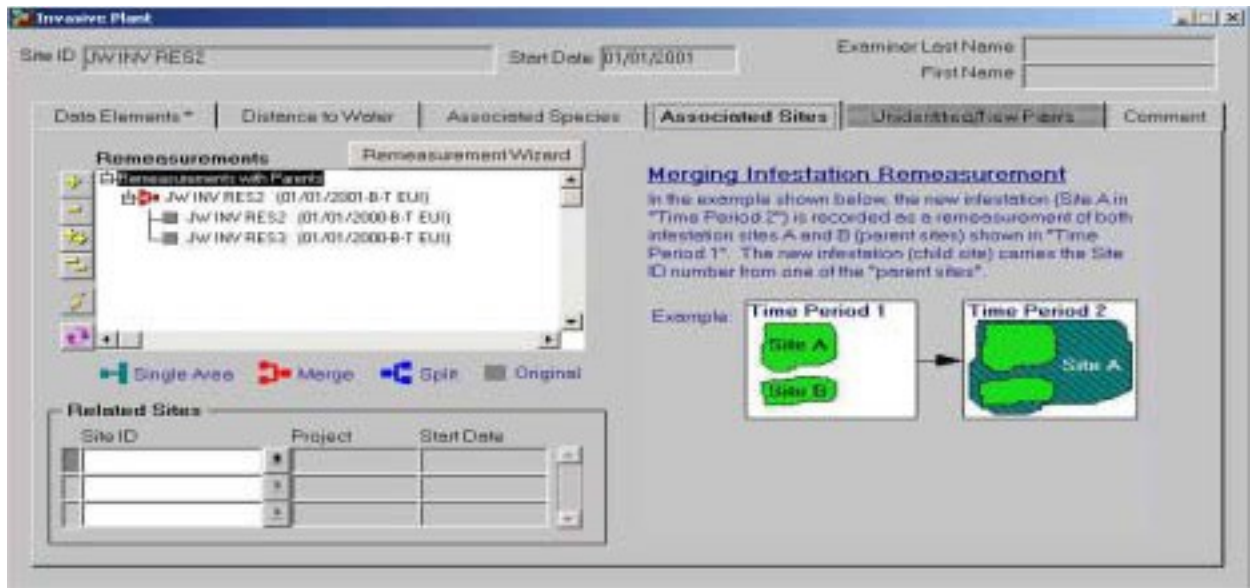 Invasive Plant
Site ID JW INV RES2 Start Date 01/01/2001 Examiner Last Name
First Name
Data Elements * Distance to Water Associated Species Associated Sites Unidentified/New Plants Comment
Remeasurements Remeasurement Wizard
Remeasurements with Parents
JW INV RES2 (01/01/2001-B-T EUI)
JW INV RES2 (01/01/2000-B-T EUI)
JW INV RES3 (01/01/2000-B-T EUI)
Single Area Merge Split Original
Related Sites
Site ID Project Start Date
Merging Infestation Remeasurement
In the example shown below, the new infestation (Site A in
"Time Period 2") is recorded as a remeasurement of both
infestation sites A and B (parent sites) shown in "Time
Period 1". The new infestation (child site) carries the Site
ID number from one of the "parent sites".
Example: Time Period 1 Time Period 2
Site A
Site B
Site A